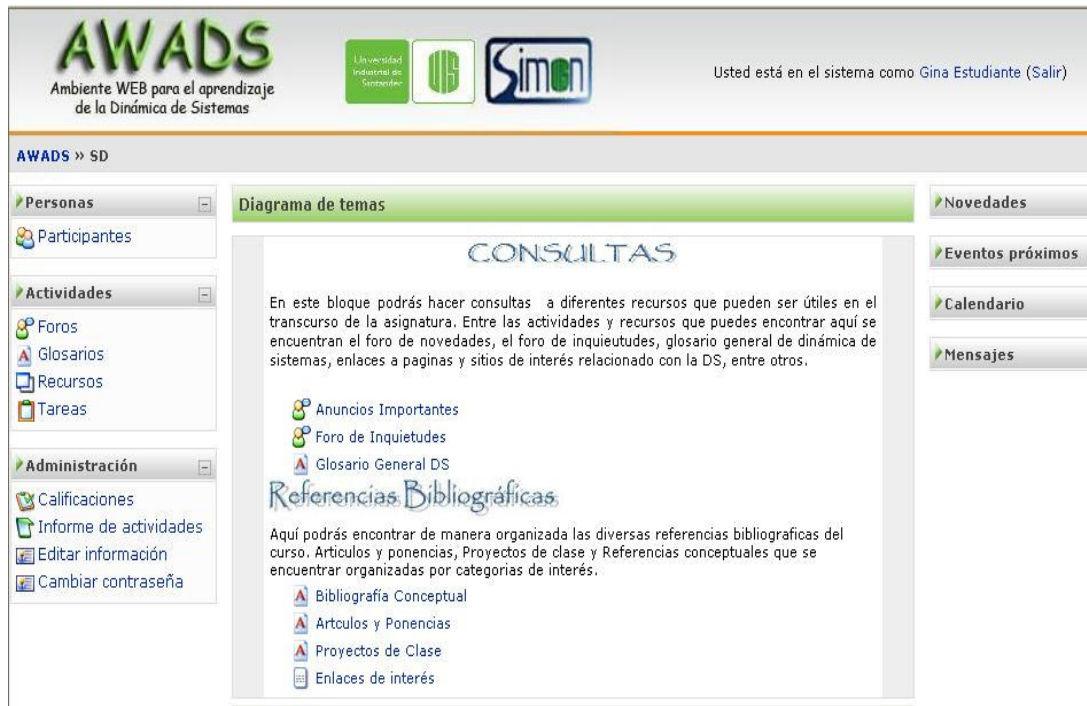 AWADS
Ambiente WEB para el aprendizaje
de la Dinámica de Sistemas
Universidad
Industrial de
Santander
UIS
Simon
Usted está en el sistema como Gina Estudiante (Salir)
AWADS » SD
Personas
Participantes
Actividades
Foros
Glosarios
Recursos
Tareas
Administración
Calificaciones
Informe de actividades
Editar información
Cambiar contraseña
Diagrama de temas
CONSULTAS
En este bloque podrás hacer consultas a diferentes recursos que pueden ser útiles en el
transcurso de la asignatura. Entre las actividades y recursos que puedes encontrar aquí se
encuentran el foro de novedades, el foro de inquieutudes, glosario general de dinámica de
sistemas, enlaces a paginas y sitios de interés relacionado con la DS, entre otros.
Anuncios Importantes
Foro de Inquietudes
Glosario General DS
Referencias Bibliográficas
Aquí podrás encontrar de manera organizada las diversas referencias bibliograficas del
curso. Articulos y ponencias, Proyectos de clase y Referencias conceptuales que se
encuentrar organizadas por categorias de interés.
Bibliografía Conceptual
Artculos y Ponencias
Proyectos de Clase
Enlaces de interés
Novedades
Eventos próximos
Calendario
Mensajes